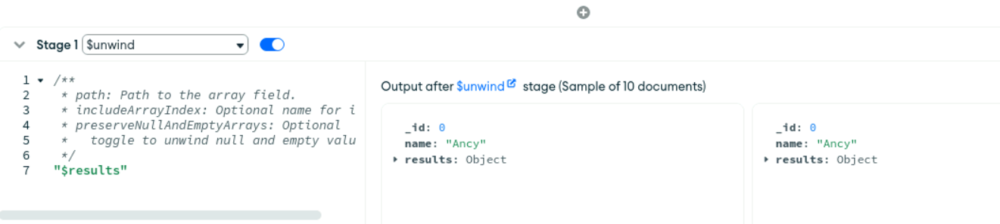 Stage 1 $unwind
1 /**
2 * path: Path to the array field.
3 * includeArrayIndex: Optional name for i
4 * preserveNullAndEmptyArrays: Optional
5 * toggle to unwind null and empty valu
6 */
7 "$results"
Output after $unwind stage (Sample of 10 documents)
_id: 0
name: "Ancy"
results: Object
_id: 0
name: "Ancy"
results: Object